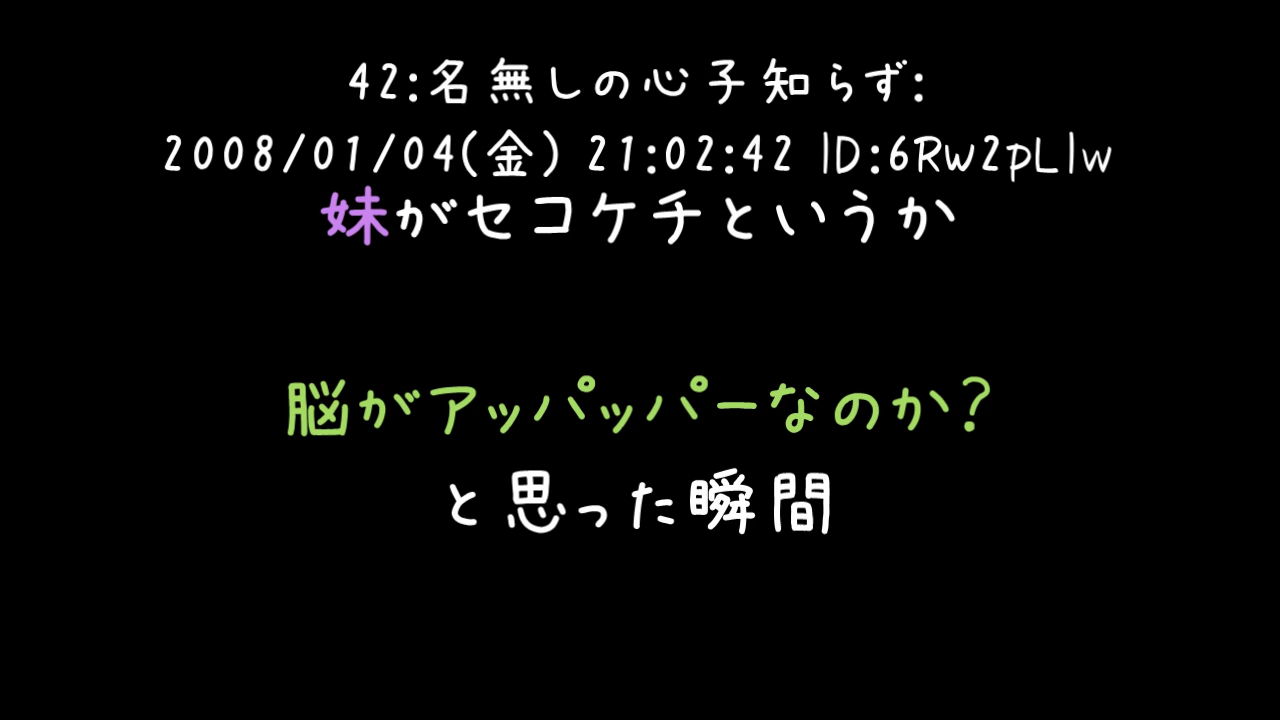 42:名無しの心子知らず:
2008/01/04(金) 21:02:42 ID:6Rw2pLlw
妹がセコケチというか
脳がアッパッパーなのか?
と思った瞬間